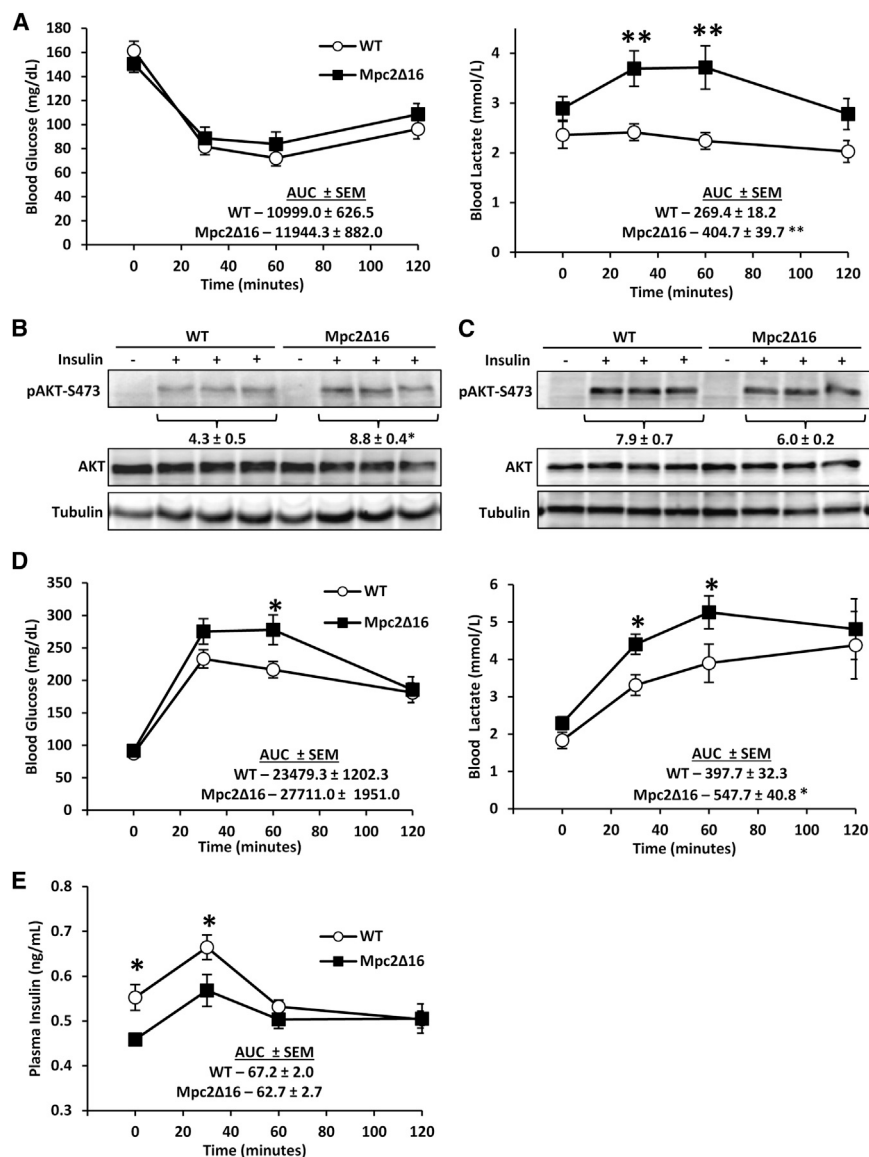 A
Blood Glucose (mg/dL)
180
160
140
120
100
80
60
40
20
0
WT
Mpc2Δ16
AUC ± SEM
WT – 10999.0 ± 626.5
Mpc2Δ16 – 11944.3 ± 882.0
0 20 40 60 80 100 120
Time (minutes)
Blood Lactate (mmol/L)
4
3
2
1
0
** **
AUC ± SEM
WT – 269.4 ± 18.2
Mpc2Δ16 – 404.7 ± 39.7 **
0 20 40 60 80 100 120
Time (minutes)
B
WT Mpc2Δ16
Insulin - + + + - + + +
pAKT-S473
4.3 ± 0.5 8.8 ± 0.4*
AKT
Tubulin
C
WT Mpc2Δ16
Insulin - + + + - + + +
pAKT-S473
7.9 ± 0.7 6.0 ± 0.2
AKT
Tubulin
D
Blood Glucose (mg/dL)
350
300
250
200
150
100
50
0
*
WT
Mpc2Δ16
AUC ± SEM
WT – 23479.3 ± 1202.3
Mpc2Δ16 – 27711.0 ± 1951.0
0 20 40 60 80 100 120
Time (minutes)
Blood Lactate (mmol/L)
6
5
4
3
2
1
0
* *
AUC ± SEM
WT – 397.7 ± 32.3
Mpc2Δ16 – 547.7 ± 40.8 *
0 20 40 60 80 100 120
Time (minutes)
E
Plasma Insulin (ng/mL)
0.8
0.7
0.6
0.5
0.4
0.3
* *
WT
Mpc2Δ16
AUC ± SEM
WT – 67.2 ± 2.0
Mpc2Δ16 – 62.7 ± 2.7
0 20 40 60 80 100 120
Time (minutes)